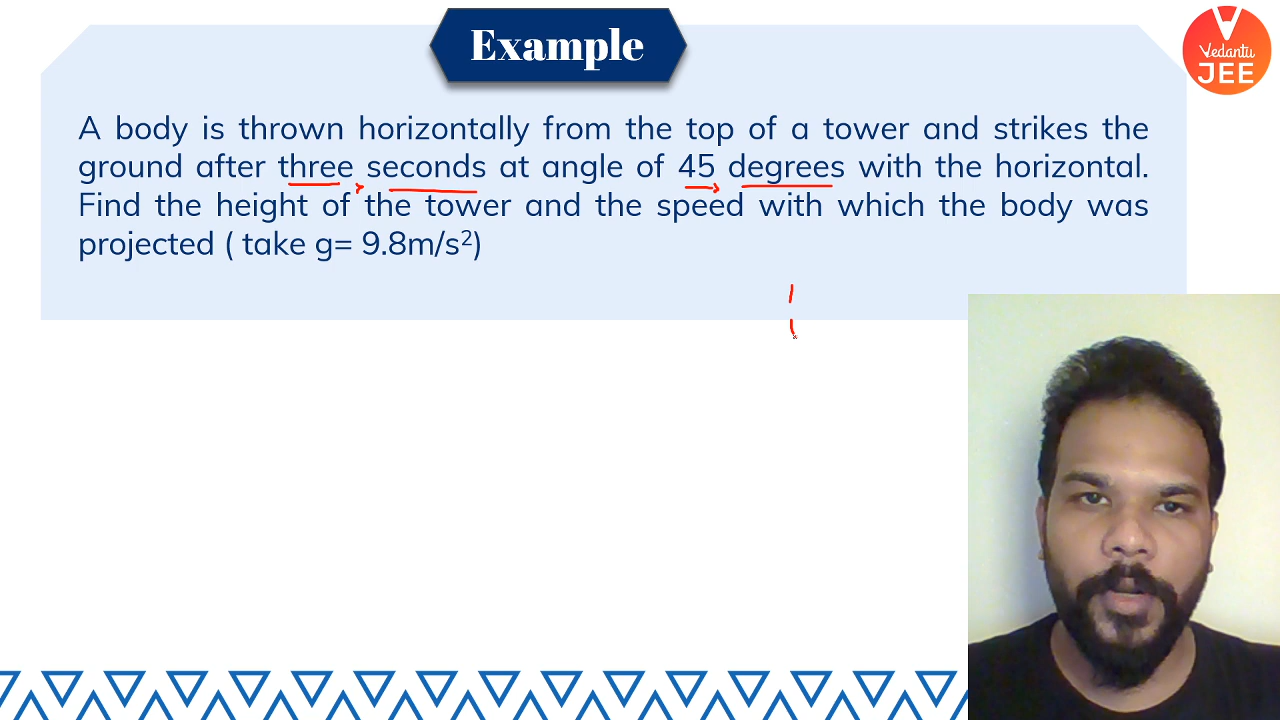 Example
Vedantu
JEE
A body is thrown horizontally from the top of a tower and strikes the
ground after three seconds at angle of 45 degrees with the horizontal.
Find the height of the tower and the speed with which the body was
projected ( take g= 9.8m/s²)